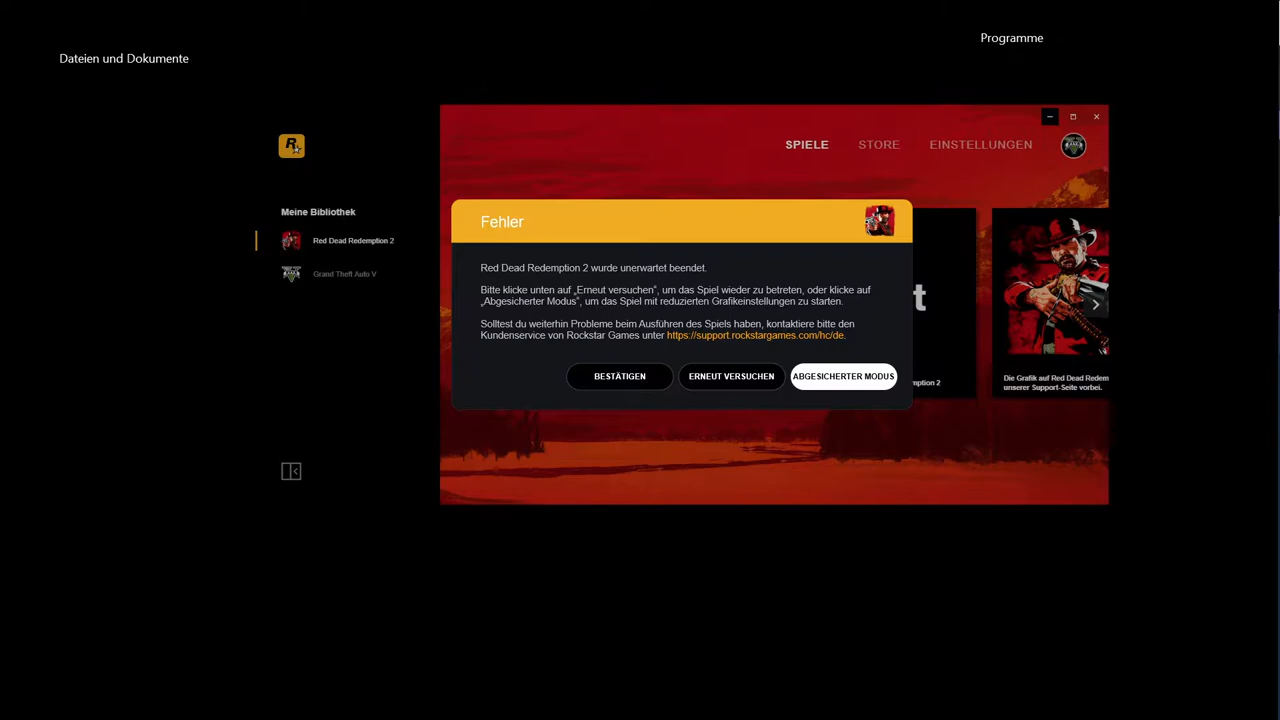 Programme
Dateien und Dokumente
SPIELE STORE EINSTELLUNGEN
Meine Bibliothek
Red Dead Redemption 2
Grand Theft Auto V
Fehler
Red Dead Redemption 2 wurde unerwartet beendet.
Bitte klicke unten auf „Erneut versuchen“, um das Spiel wieder zu betreten, oder klicke auf
„Abgesicherter Modus“, um das Spiel mit reduzierten Grafikeinstellungen zu starten.
Solltest du weiterhin Probleme beim Ausführen des Spiels haben, kontaktiere bitte den
Kundenservice von Rockstar Games unter https://support.rockstargames.com/hc/de.
BESTÄTIGEN ERNEUT VERSUCHEN ABGESICHERTER MODUS
Die Grafik auf Red Dead Redem
unserer Support-Seite vorbei.